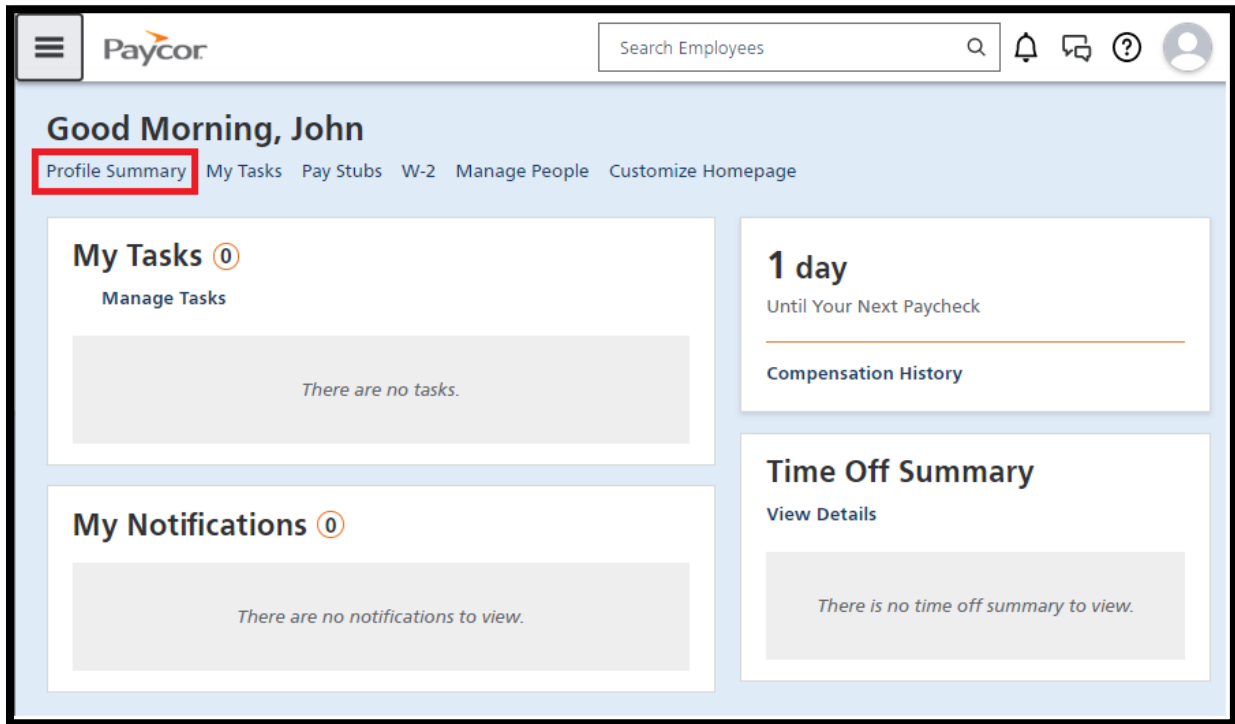 Paycor
Search Employees
Good Morning, John
Profile Summary My Tasks Pay Stubs W-2 Manage People Customize Homepage
My Tasks 0
Manage Tasks
There are no tasks.
My Notifications 0
There are no notifications to view.
1 day
Until Your Next Paycheck
Compensation History
Time Off Summary
View Details
There is no time off summary to view.